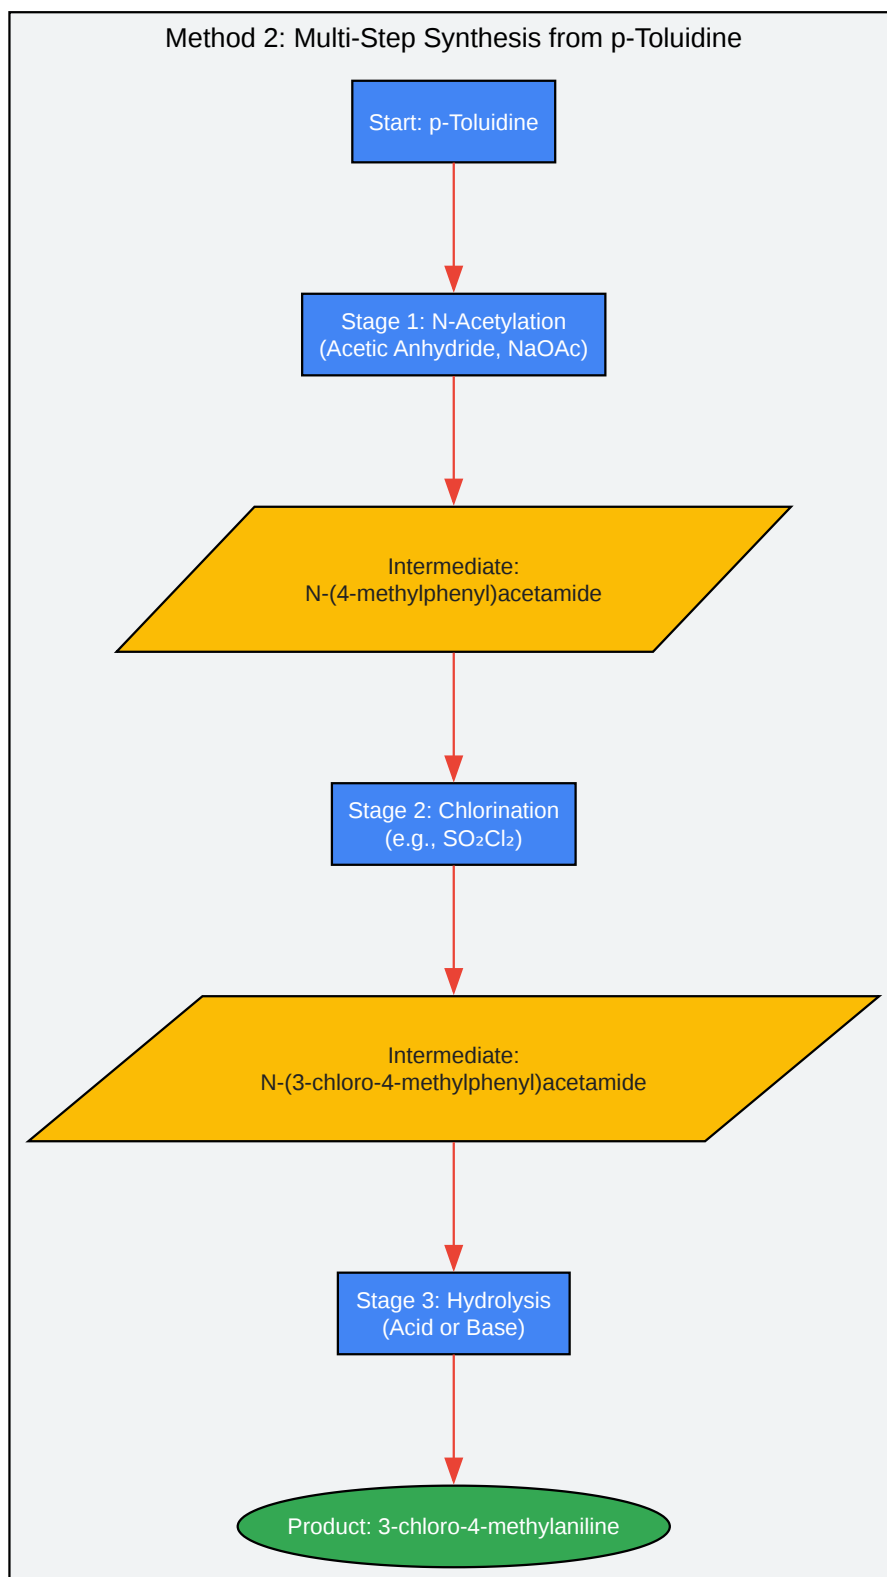 Method 2: Multi-Step Synthesis from p-Toluidine
Start: p-Toluidine
Stage 1: N-Acetylation
(Acetic Anhydride, NaOAc)
Intermediate:
N-(4-methylphenyl)acetamide
Stage 2: Chlorination
(e.g., SO₂Cl₂)
Intermediate:
N-(3-chloro-4-methylphenyl)acetamide
Stage 3: Hydrolysis
(Acid or Base)
Product: 3-chloro-4-methylaniline